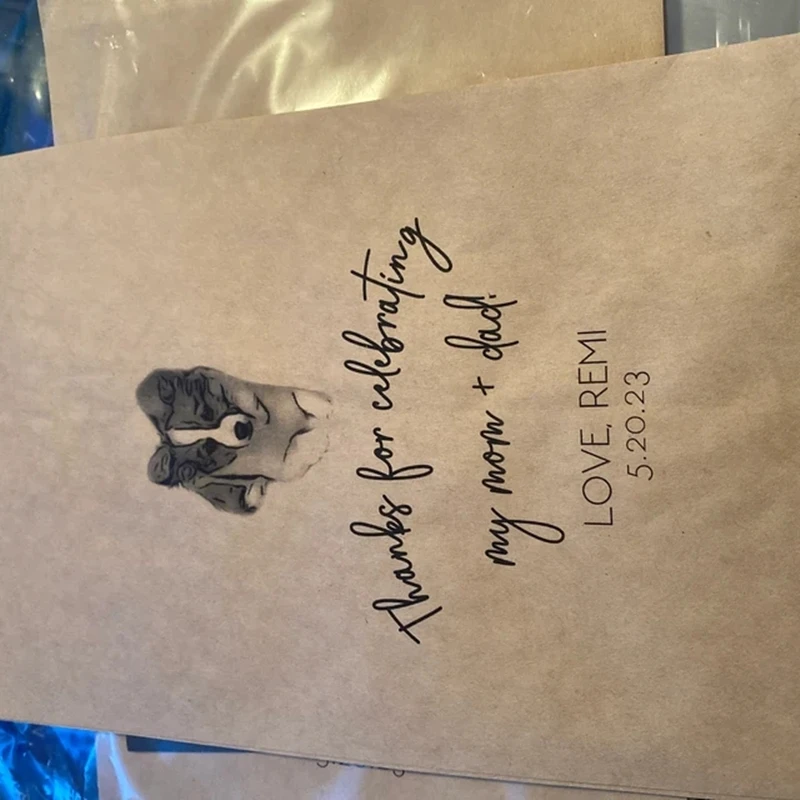 Thanks for celebrating
my mom + dad!
LOVE, REMI
5.20.23